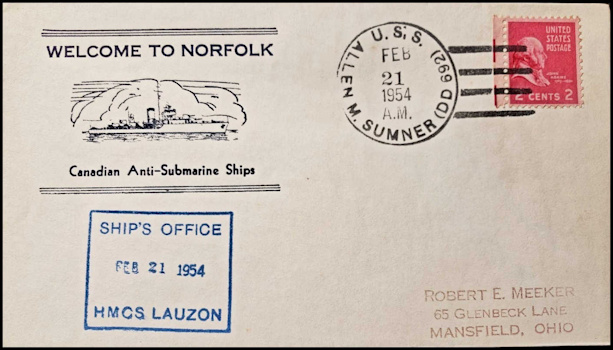 WELCOME TO NORFOLK
Canadian Anti-Submarine Ships
U.S.S.
ALLEN M. SUMNER (DD 692)
FEB
21
1954
A.M.
UNITED
STATES
POSTAGE
2 CENTS 2
SHIP'S OFFICE
FEB 21 1954
HMCS LAUZON
ROBERT E. MEEKER
65 GLENBECK LANE
MANSFIELD, OHIO